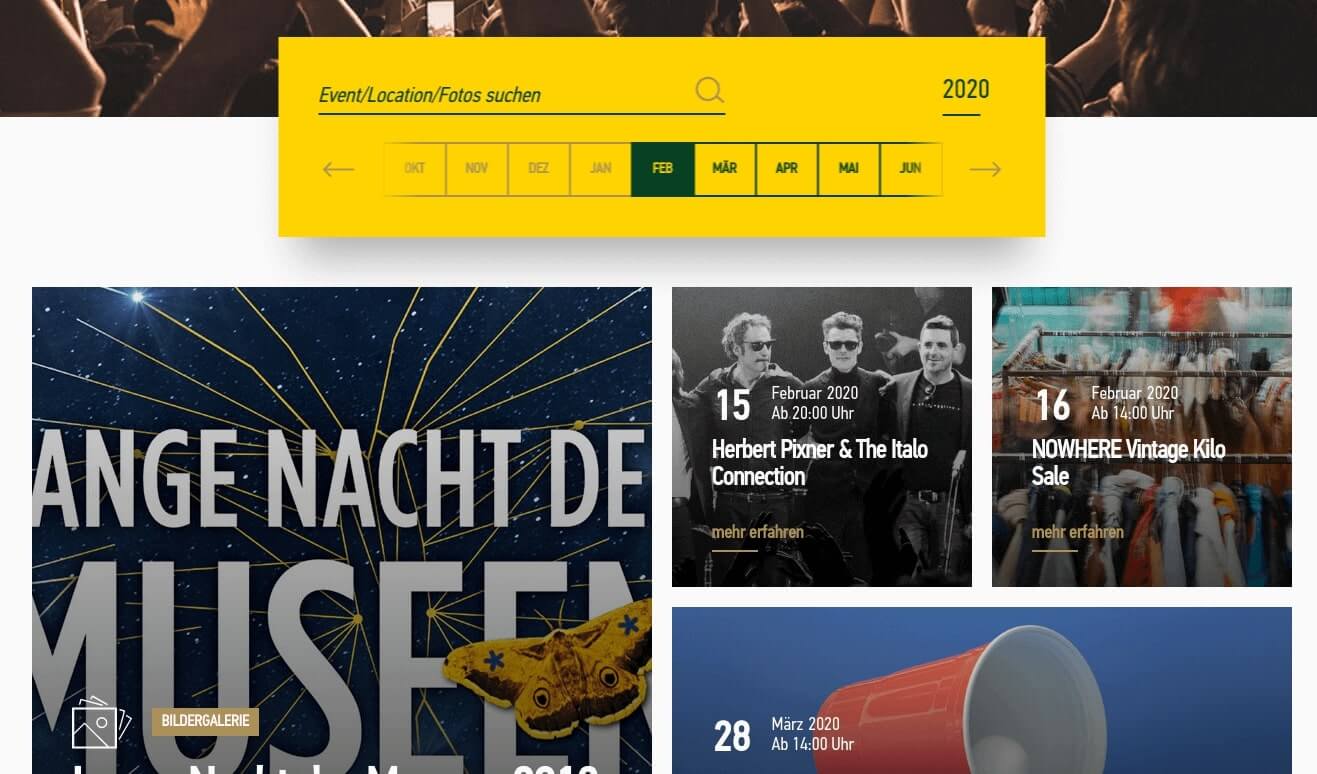 Event/Location/Fotos suchen
2020
OKT
NOV
DEZ
JAN
FEB
MÄR
APR
MAI
JUN
ANGE NACHT DE
MUSEEN
BILDERGALERIE
15
Februar 2020
Ab 20:00 Uhr
Herbert Pixner & The Italo
Connection
mehr erfahren
16
Februar 2020
Ab 14:00 Uhr
NOWHERE Vintage Kilo
Sale
mehr erfahren
28
März 2020
Ab 14:00 Uhr